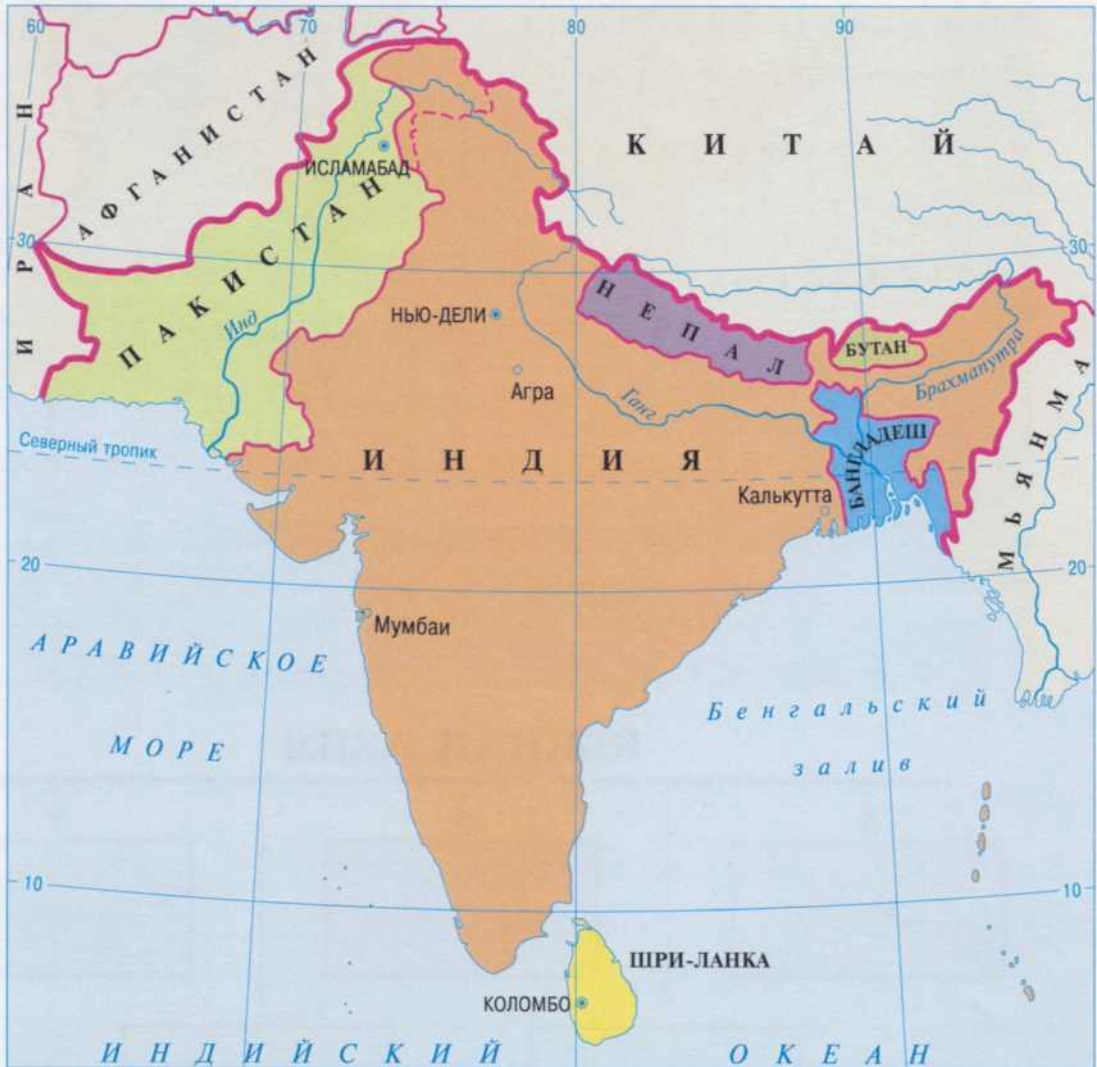 60
70
80
90
ИРАН
АФГАНИСТАН
КИТАЙ
ИСЛАМАБАД
ПАКИСТАН
30
30
Инд
НЬЮ-ДЕЛИ
НЕПАЛ
БУТАН
Брахмапутра
Агра
Ганг
БАНГЛАДЕШ
МЬЯНМА
Северный тропик
ИНДИЯ
Калькутта
20
20
Мумбаи
АРАВИЙСКОЕ
МОРЕ
Бенгальский
залив
10
10
ШРИ-ЛАНКА
КОЛОМБО
ИНДИЙСКИЙ ОКЕАН